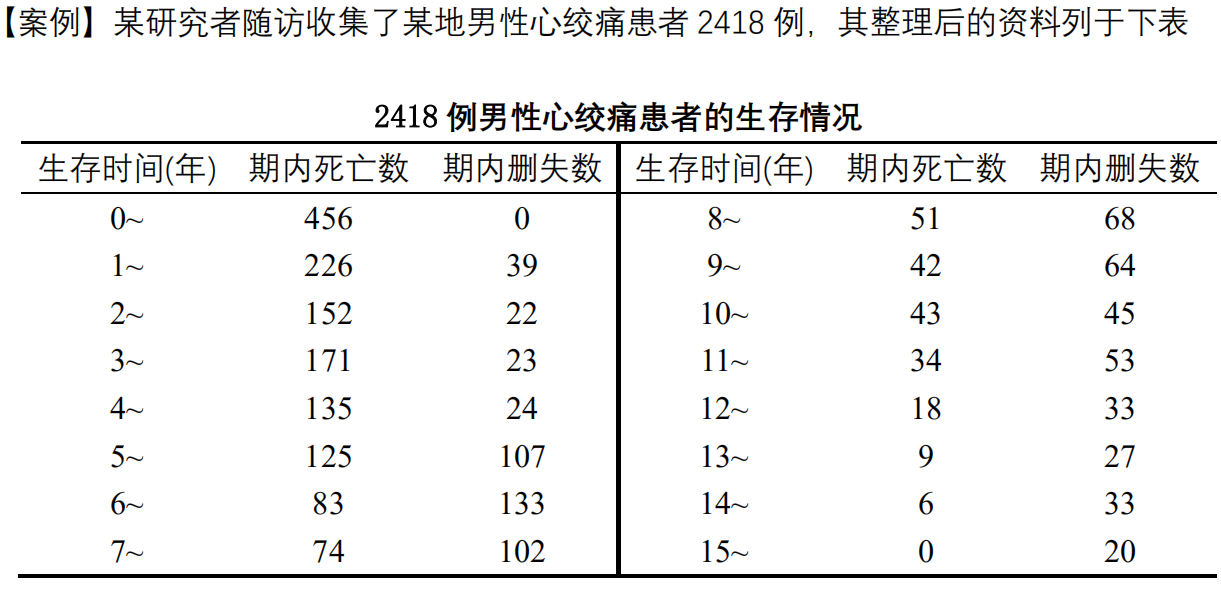 【案例】某研究者随访收集了某地男性心绞痛患者 2418 例，其整理后的资料列于下表
2418 例男性心绞痛患者的生存情况
生存时间(年) 期内死亡数 期内删失数 生存时间(年) 期内死亡数 期内删失数
0~ 456 0 8~ 51 68
1~ 226 39 9~ 42 64
2~ 152 22 10~ 43 45
3~ 171 23 11~ 34 53
4~ 135 24 12~ 18 33
5~ 125 107 13~ 9 27
6~ 83 133 14~ 6 33
7~ 74 102 15~ 0 20